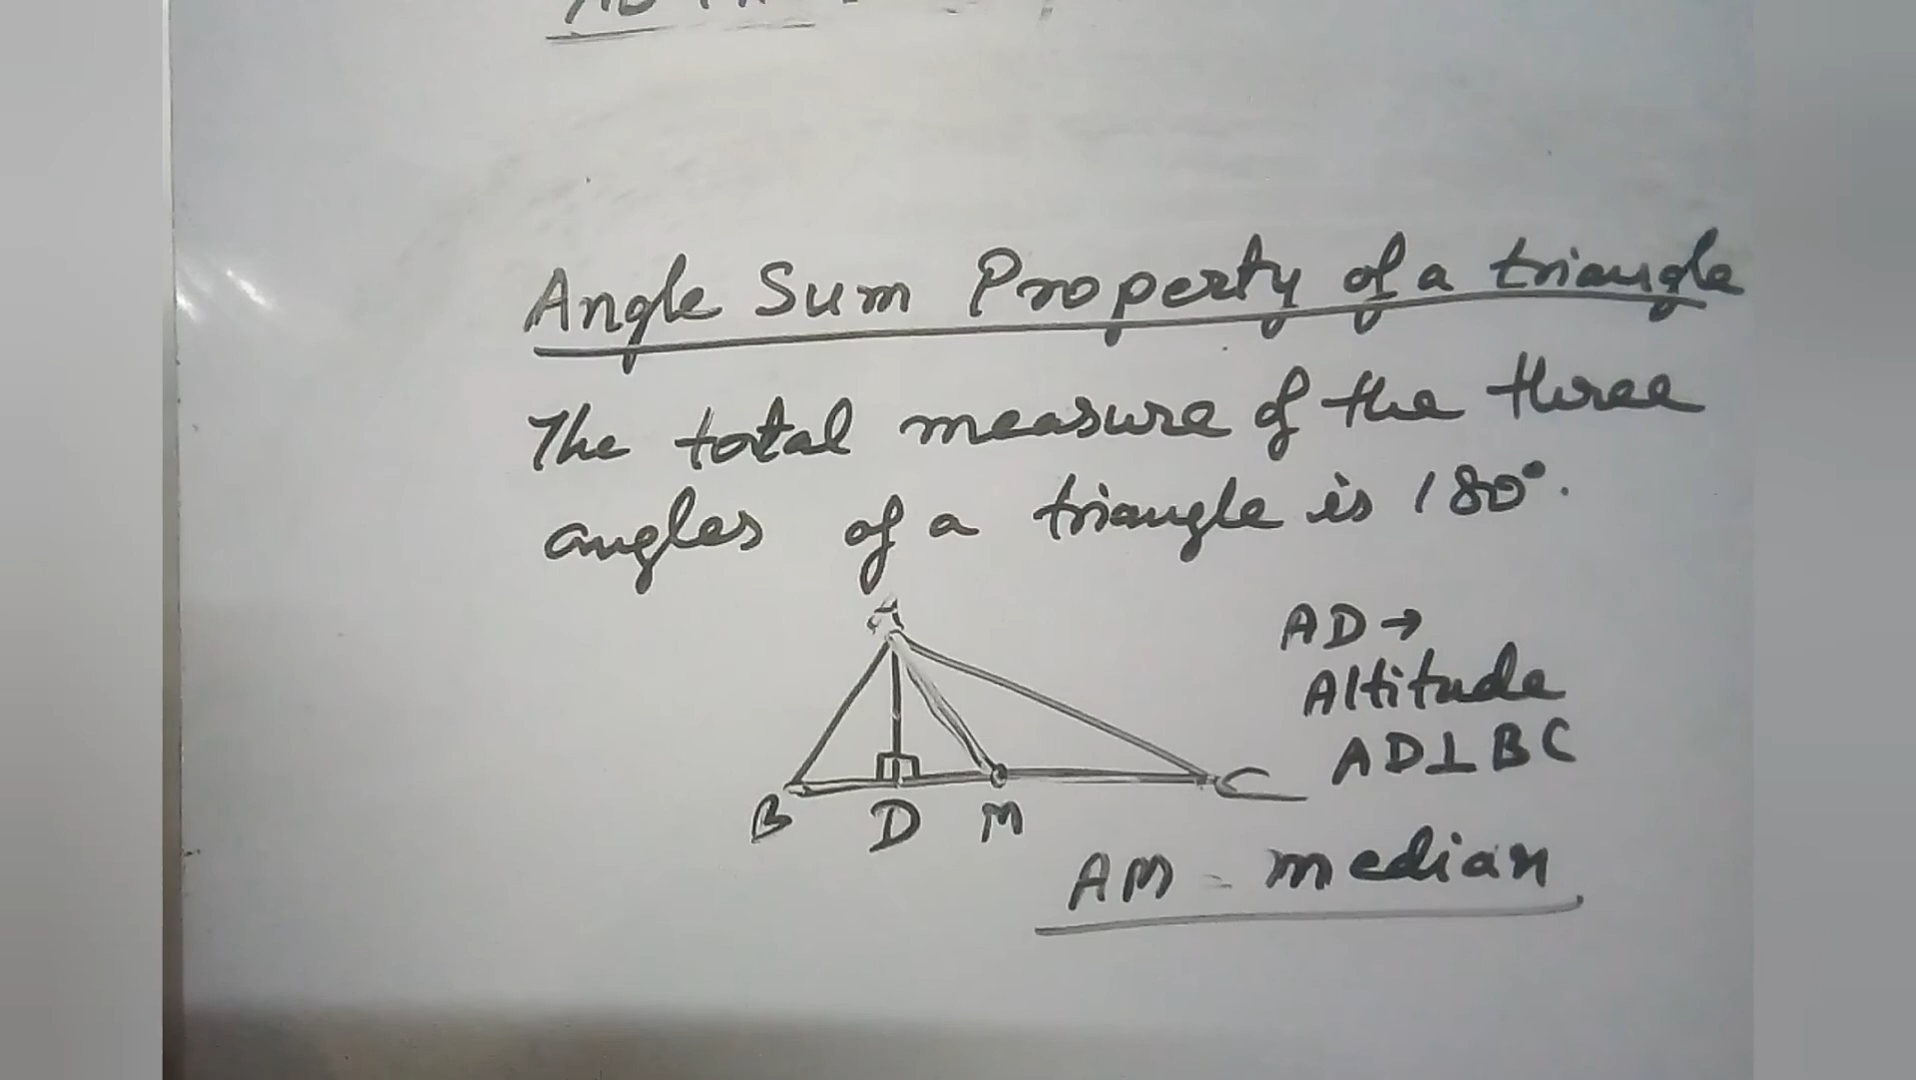 Angle Sum Property of a triangle
The total measure of the three
angles of a triangle is 180°.
A
AD →
Altitude
AD⊥BC
B D M C
AM - median